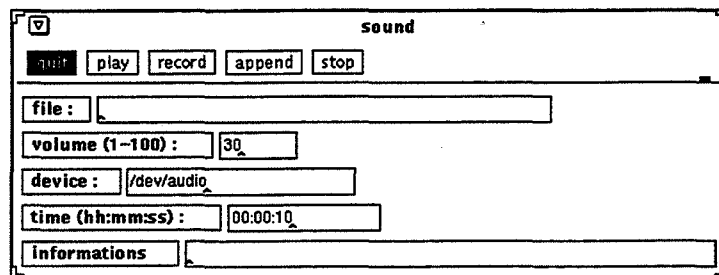 sound
quit play record append stop
file :
volume (1-100) : 30
device : /dev/audio
time (hh:mm:ss) : 00:00:10
informations